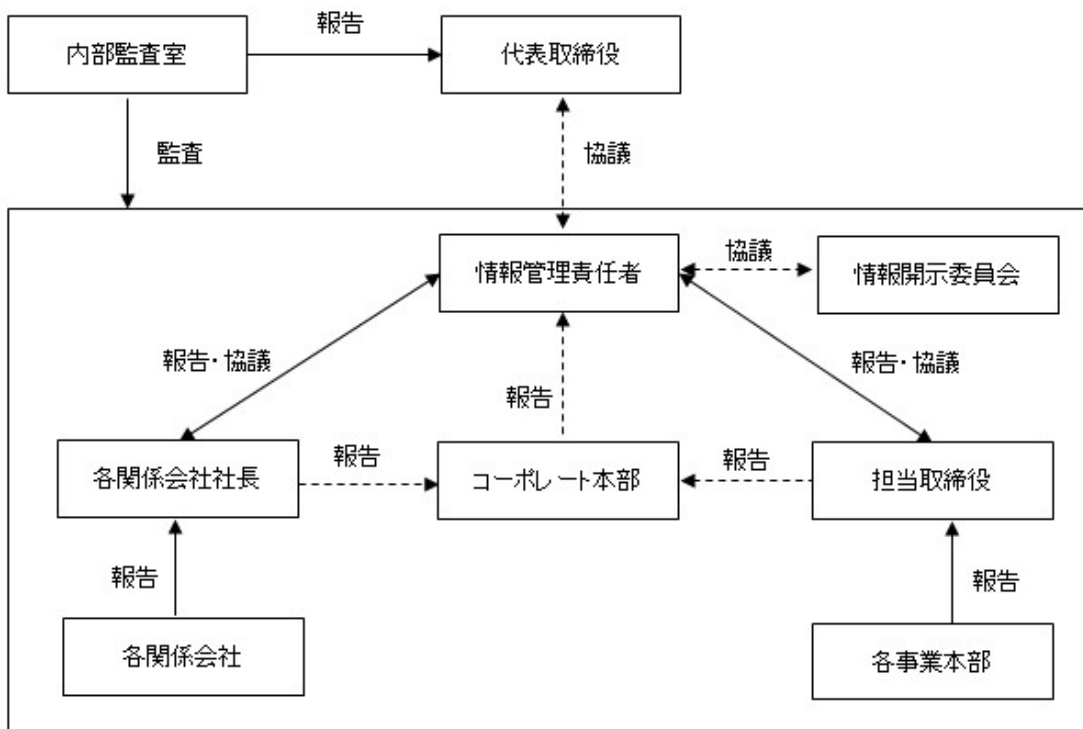 報告
内部監査室
代表取締役
監査
協議
情報管理責任者
協議
情報開示委員会
報告・協議
報告・協議
報告
各関係会社社長
報告
コーポレート本部
報告
担当取締役
報告
報告
各関係会社
各事業本部